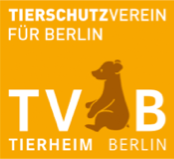 TIERSCHUTZVEREIN
FÜR BERLIN
TV B
TIERHEIM BERLIN